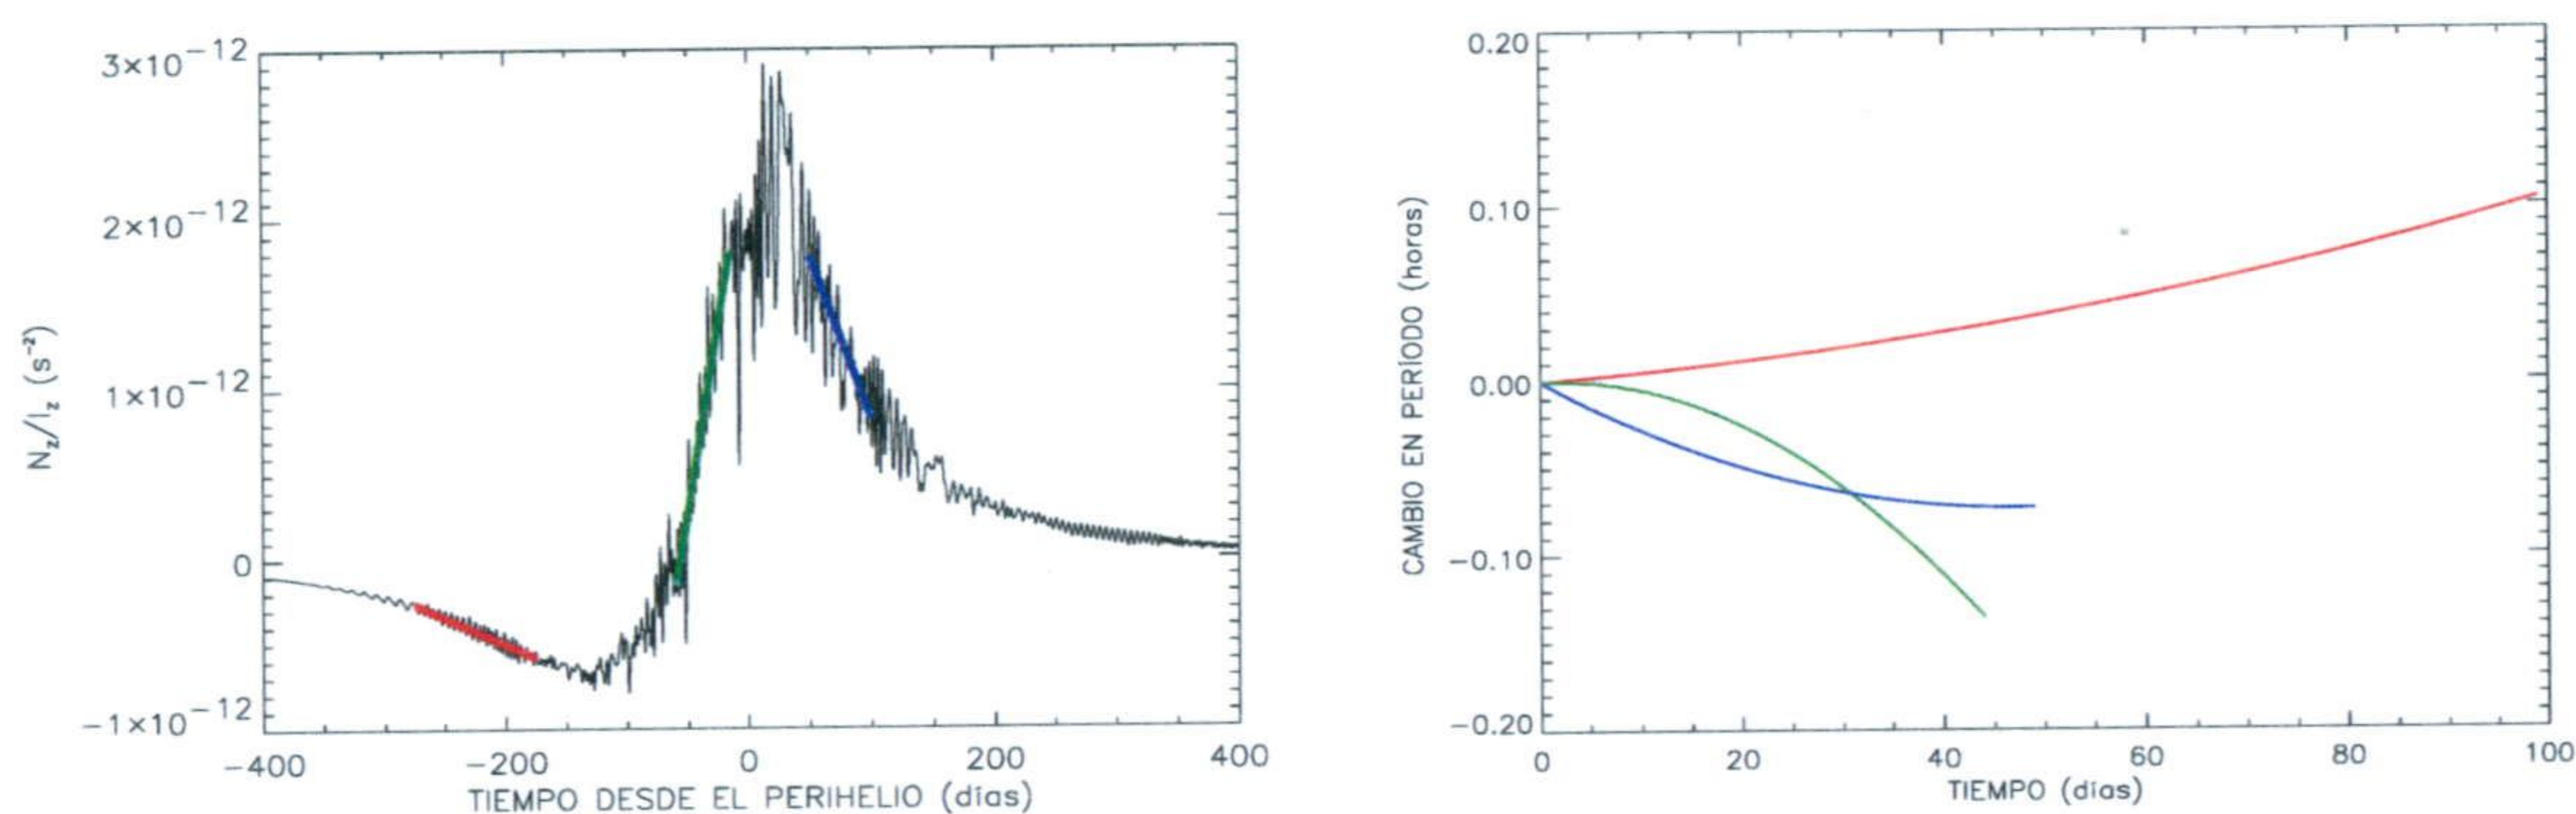 3×10−12
2×10−12
1×10−12
0
−1×10−12
N_z/I_z (s⁻²)
−400 −200 0 200 400
TIEMPO DESDE EL PERIHELIO (días)
0.20
0.10
0.00
−0.10
−0.20
CAMBIO EN PERÍODO (horas)
0 20 40 60 80 100
TIEMPO (días)